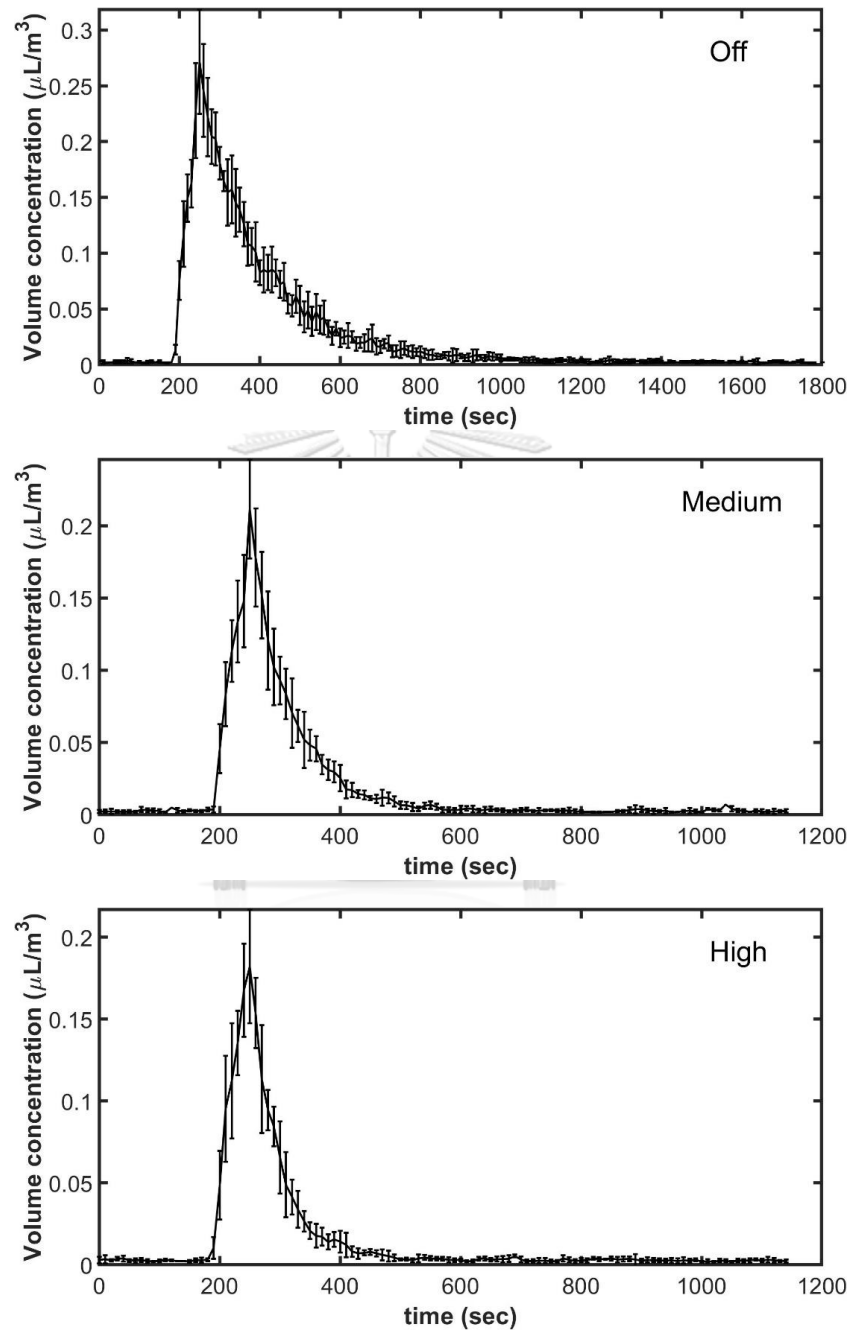 Off
Volume concentration (μL/m³)
0.3
0.25
0.2
0.15
0.1
0.05
0
0 200 400 600 800 1000 1200 1400 1600 1800
time (sec)
Medium
Volume concentration (μL/m³)
0.2
0.15
0.1
0.05
0
0 200 400 600 800 1000 1200
time (sec)
High
Volume concentration (μL/m³)
0.2
0.15
0.1
0.05
0
0 200 400 600 800 1000 1200
time (sec)